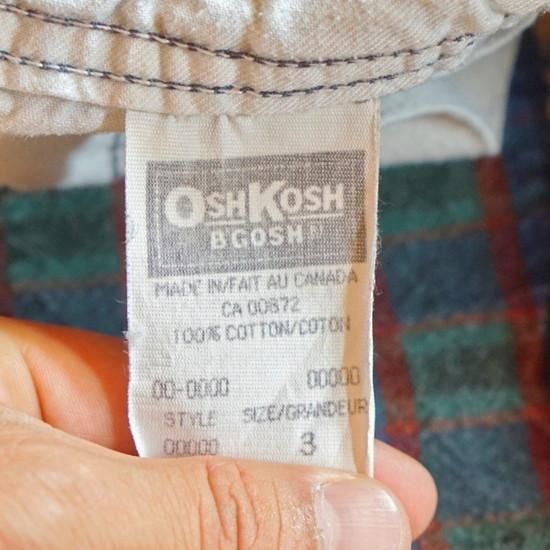 OSHKOSH
B'GOSH®
MADE IN/FAIT AU CANADA
CA 00872
100% COTTON/COTON
00-0000 00000
STYLE SIZE/GRANDEUR
00000 3